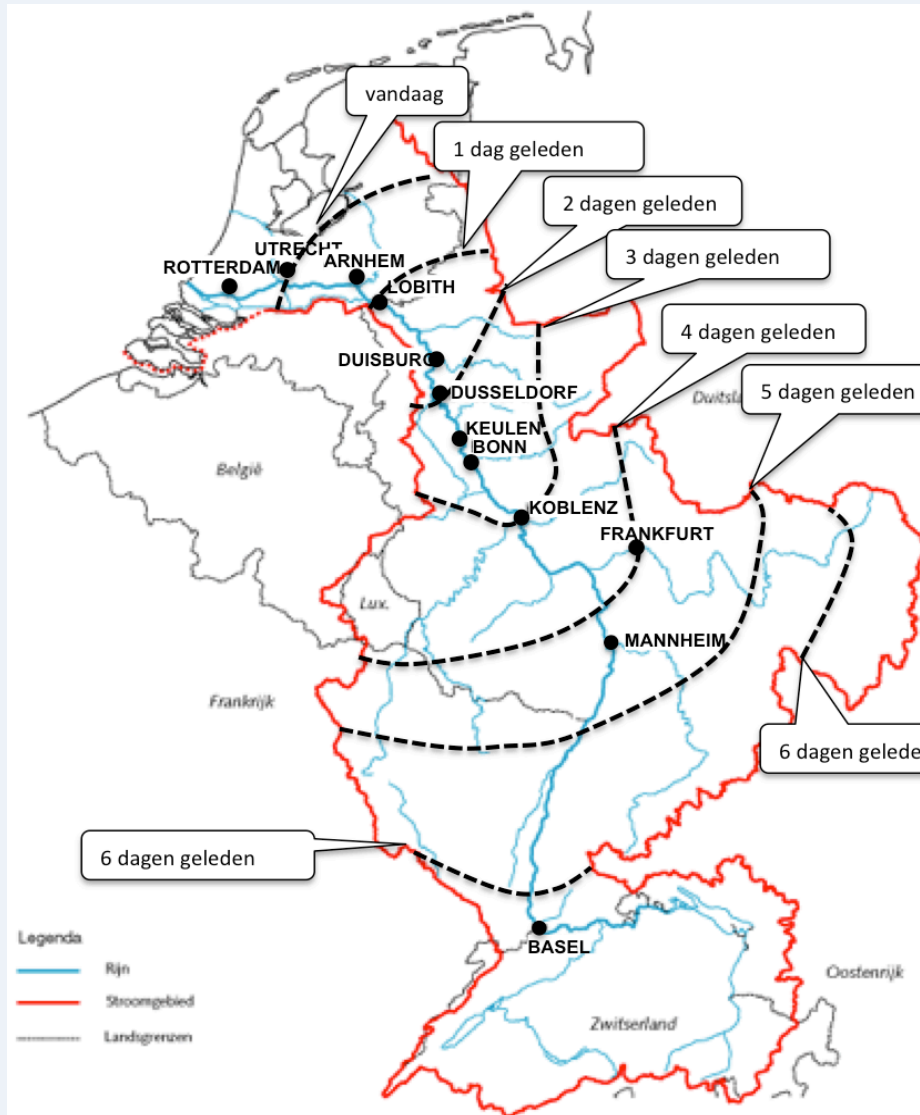 vandaag
1 dag geleden
2 dagen geleden
3 dagen geleden
4 dagen geleden
5 dagen geleden
UTRECHT
ROTTERDAM
ARNHEM
LOBITH
DUISBURG
DUSSELDORF
KEULEN
BONN
België
KOBLENZ
FRANKFURT
Lux.
MANNHEIM
Frankrijk
6 dagen gelede
6 dagen geleden
BASEL
Legenda
Rijn
Stroomgebied
Landsgrenzen
Zwitserland
Oostenrijk